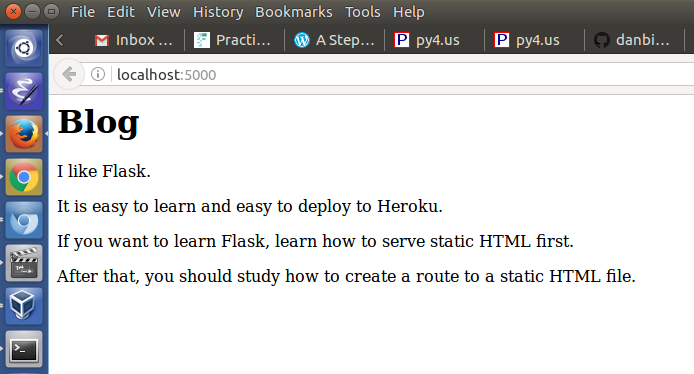 File Edit View History Bookmarks Tools Help
Inbox ... Practi... A Step... py4.us py4.us danbi...
localhost:5000
Blog
I like Flask.
It is easy to learn and easy to deploy to Heroku.
If you want to learn Flask, learn how to serve static HTML first.
After that, you should study how to create a route to a static HTML file.